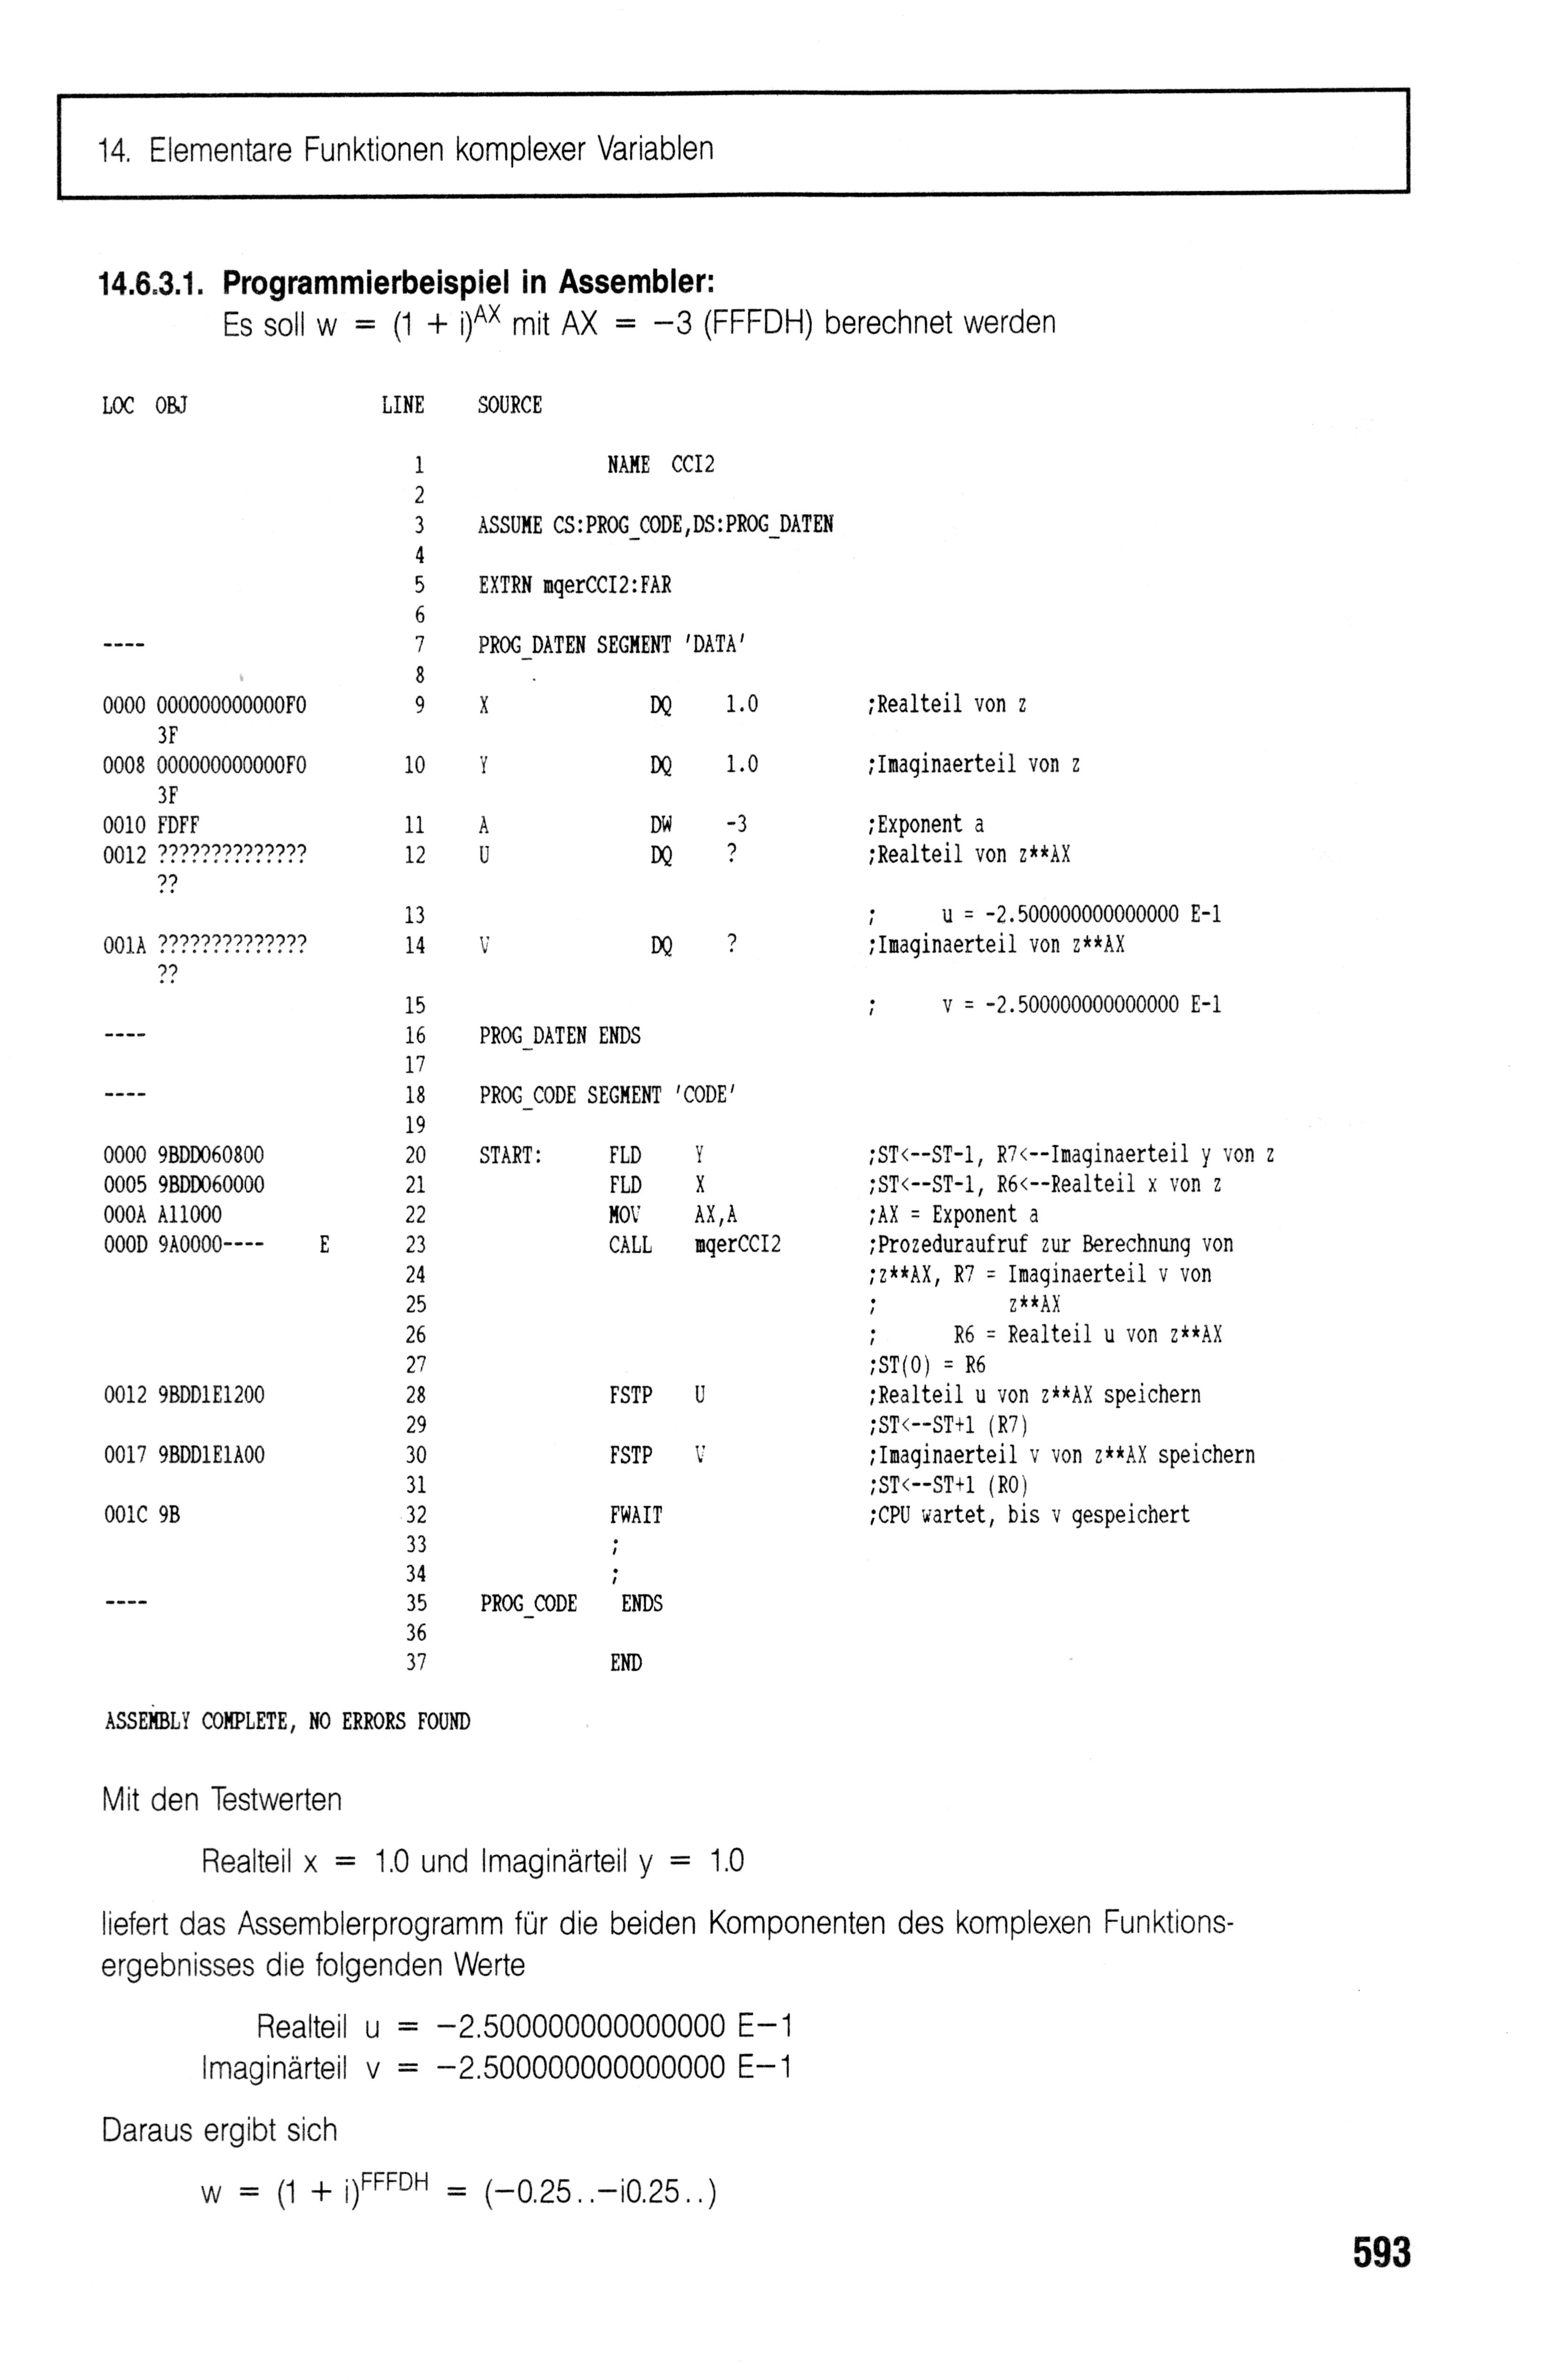 14. Elementare Funktionen komplexer Variablen
14.6.3.1. Programmierbeispiel in Assembler:
Es soll w = (1 + i)^AX mit AX = −3 (FFFDH) berechnet werden
LOC OBJ LINE SOURCE
1 NAME CCI2
2
3 ASSUME CS:PROG_CODE,DS:PROG_DATEN
4
5 EXTRN mqerCCI2:FAR
6
---- 7 PROG_DATEN SEGMENT 'DATA'
8
0000 000000000000F0 9 X DQ 1.0 ;Realteil von z
3F
0008 000000000000F0 10 Y DQ 1.0 ;Imaginaerteil von z
3F
0010 FDFF 11 A DW -3 ;Exponent a
0012 ?????????????? 12 U DQ ? ;Realteil von z**AX
??
13 ; u = -2.500000000000000 E-1
001A ?????????????? 14 V DQ ? ;Imaginaerteil von z**AX
??
15 ; v = -2.500000000000000 E-1
---- 16 PROG_DATEN ENDS
17
---- 18 PROG_CODE SEGMENT 'CODE'
19
0000 9BDD060800 20 START: FLD Y ;ST<--ST-1, R7<--Imaginaerteil y von z
0005 9BDD060000 21 FLD X ;ST<--ST-1, R6<--Realteil x von z
000A A11000 22 MOV AX,A ;AX = Exponent a
000D 9A0000---- E 23 CALL mqerCCI2 ;Prozeduraufruf zur Berechnung von
24 ;z**AX, R7 = Imaginaerteil v von
25 ; z**AX
26 ; R6 = Realteil u von z**AX
27 ;ST(0) = R6
0012 9BDD1E1200 28 FSTP U ;Realteil u von z**AX speichern
29 ;ST<--ST+1 (R7)
0017 9BDD1E1A00 30 FSTP V ;Imaginaerteil v von z**AX speichern
31 ;ST<--ST+1 (R0)
001C 9B 32 FWAIT ;CPU wartet, bis v gespeichert
33 ;
34 ;
---- 35 PROG_CODE ENDS
36
37 END
ASSEMBLY COMPLETE, NO ERRORS FOUND
Mit den Testwerten
Realteil x = 1.0 und Imaginärteil y = 1.0
liefert das Assemblerprogramm für die beiden Komponenten des komplexen Funktions-
ergebnisses die folgenden Werte
Realteil u = −2.500000000000000 E−1
Imaginärteil v = −2.500000000000000 E−1
Daraus ergibt sich
w = (1 + i)^FFFDH = (−0.25..−i0.25..)
593